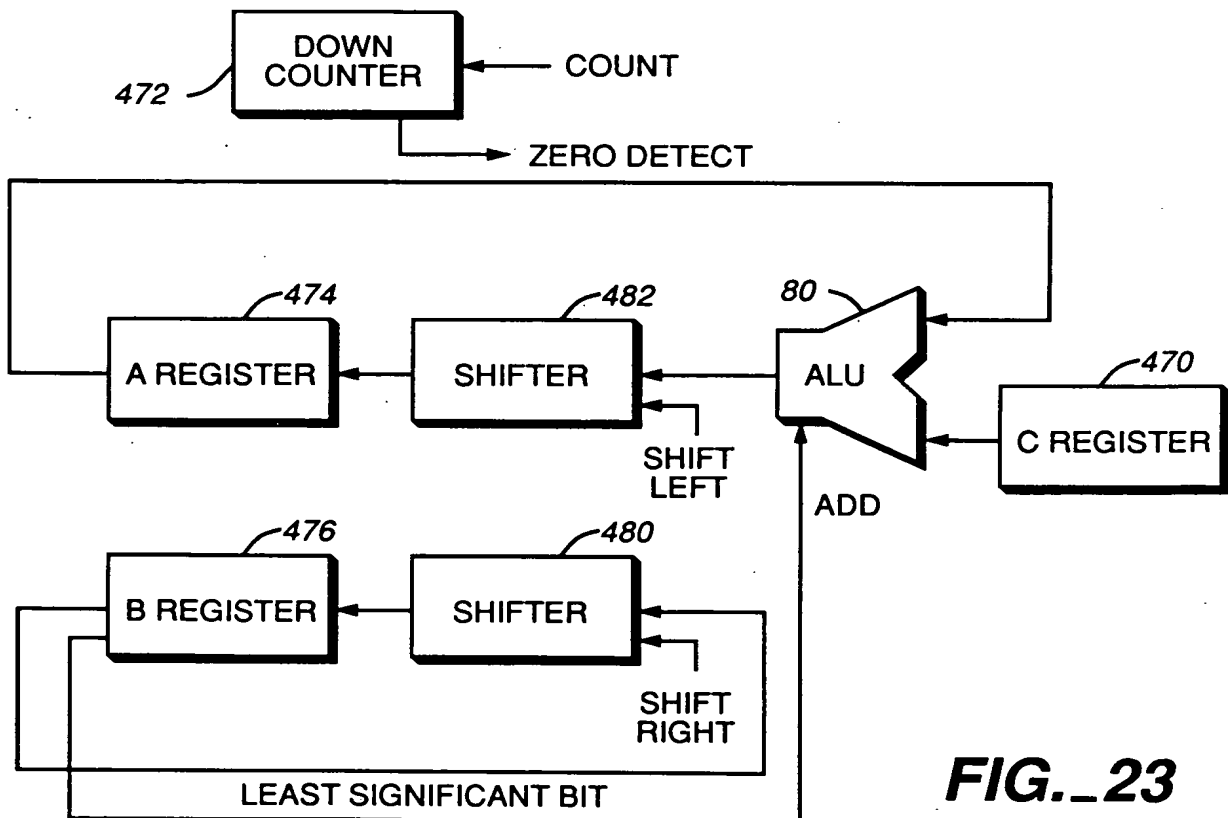 DOWN
COUNTER
COUNT
472
ZERO DETECT
474
482
80
470
A REGISTER
SHIFTER
ALU
C REGISTER
SHIFT
LEFT
ADD
476
480
B REGISTER
SHIFTER
SHIFT
RIGHT
LEAST SIGNIFICANT BIT
FIG._23